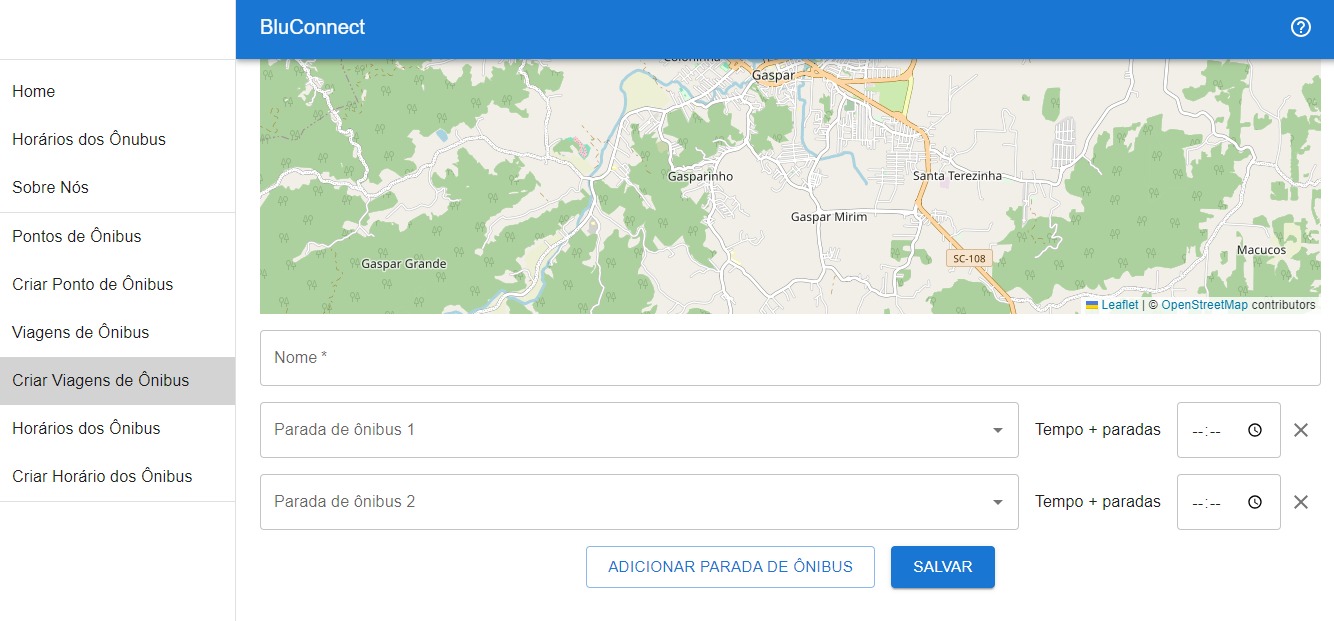 BluConnect
Home
Horários dos Ônubus
Sobre Nós
Pontos de Ônibus
Criar Ponto de Ônibus
Viagens de Ônibus
Criar Viagens de Ônibus
Horários dos Ônibus
Criar Horário dos Ônibus
Gaspar
Gasparinho
Santa Terezinha
Gaspar Mirim
Macucos
SC-108
Gaspar Grande
Leaflet | © OpenStreetMap contributors
Nome *
Parada de ônibus 1
Tempo + paradas
--:--
Parada de ônibus 2
Tempo + paradas
--:--
ADICIONAR PARADA DE ÔNIBUS
SALVAR